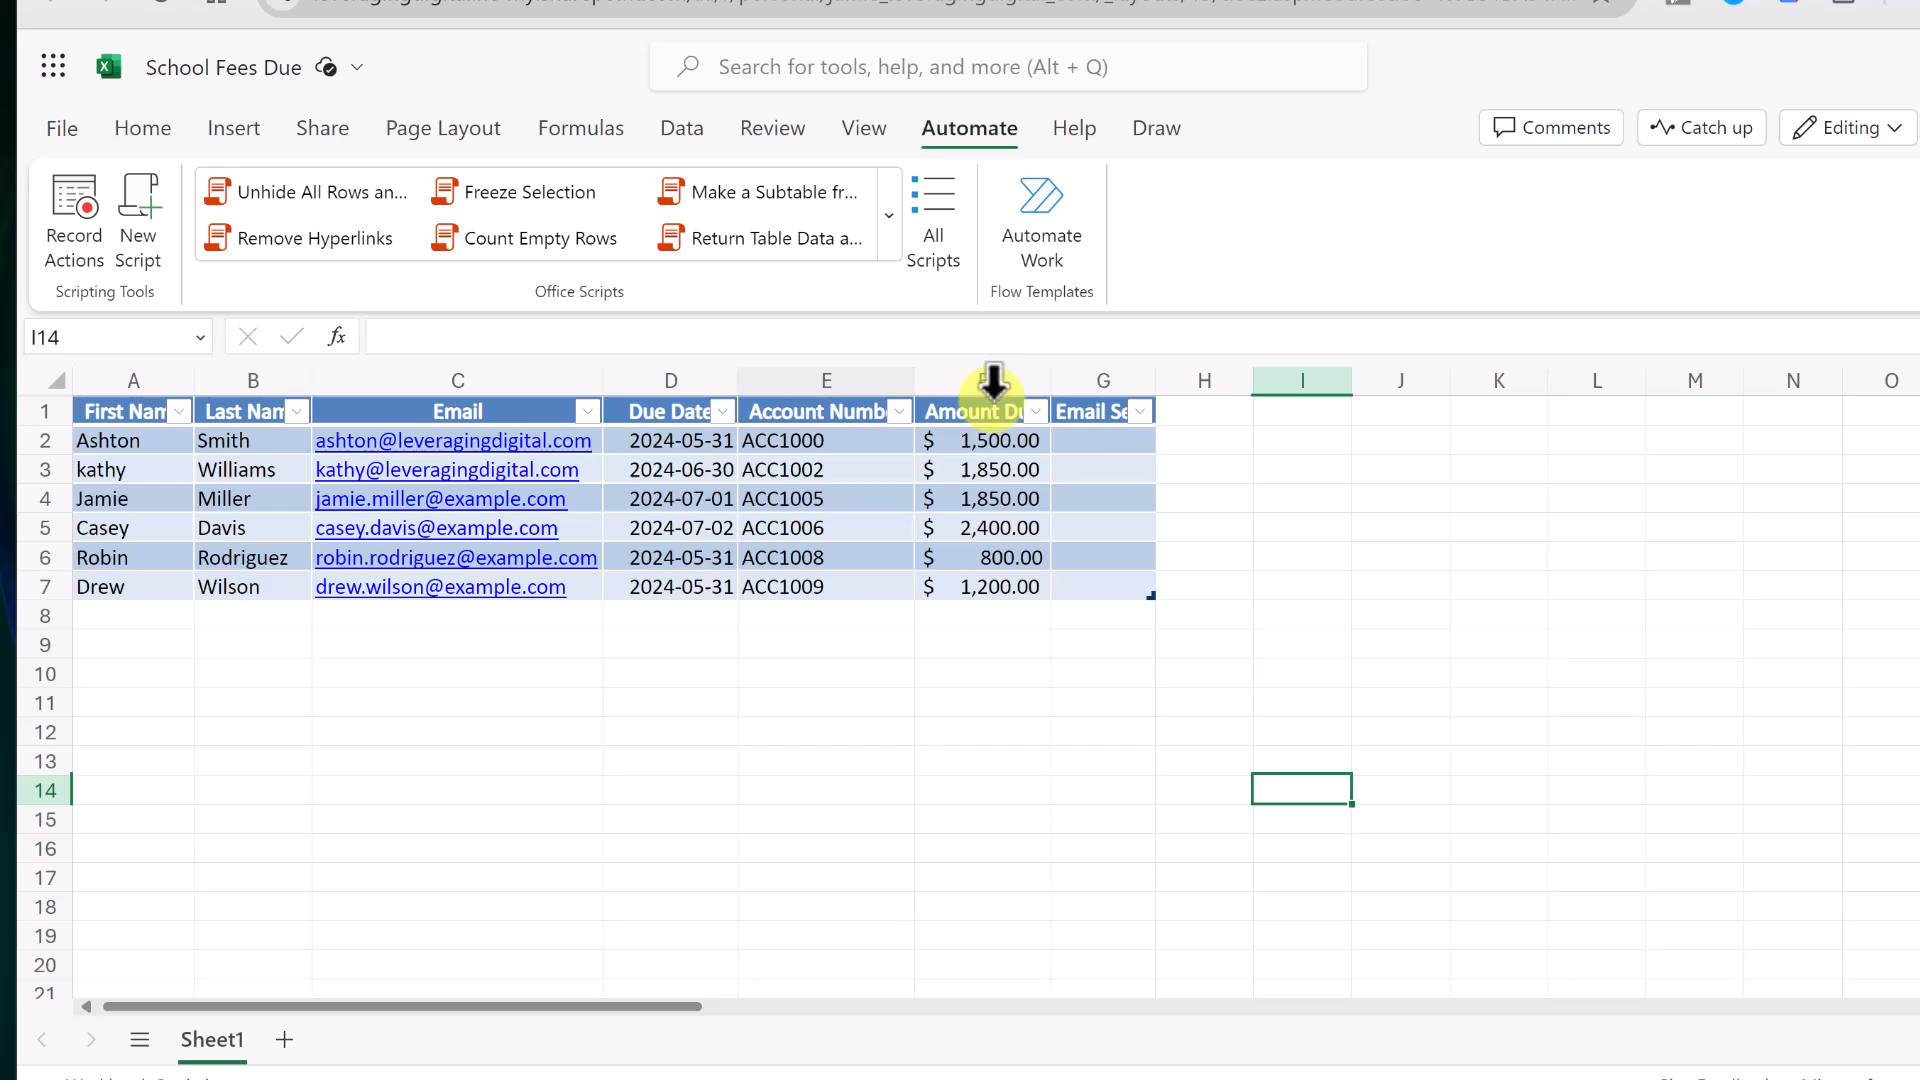 School Fees Due
Search for tools, help, and more (Alt + Q)
File Home Insert Share Page Layout Formulas Data Review View Automate Help Draw
Comments Catch up Editing
Record Actions
New Script
Unhide All Rows an...
Freeze Selection
Make a Subtable fr...
Remove Hyperlinks
Count Empty Rows
Return Table Data a...
All Scripts
Automate Work
Scripting Tools
Office Scripts
Flow Templates
I14
fx
A B C D E G H I J K L M N O
1 First Nam Last Nam Email Due Date Account Numb Amount Du Email Se
2 Ashton Smith ashton@leveragingdigital.com 2024-05-31 ACC1000 $ 1,500.00
3 kathy Williams kathy@leveragingdigital.com 2024-06-30 ACC1002 $ 1,850.00
4 Jamie Miller jamie.miller@example.com 2024-07-01 ACC1005 $ 1,850.00
5 Casey Davis casey.davis@example.com 2024-07-02 ACC1006 $ 2,400.00
6 Robin Rodriguez robin.rodriguez@example.com 2024-05-31 ACC1008 $ 800.00
7 Drew Wilson drew.wilson@example.com 2024-05-31 ACC1009 $ 1,200.00
8
9
10
11
12
13
14
15
16
17
18
19
20
21
Sheet1